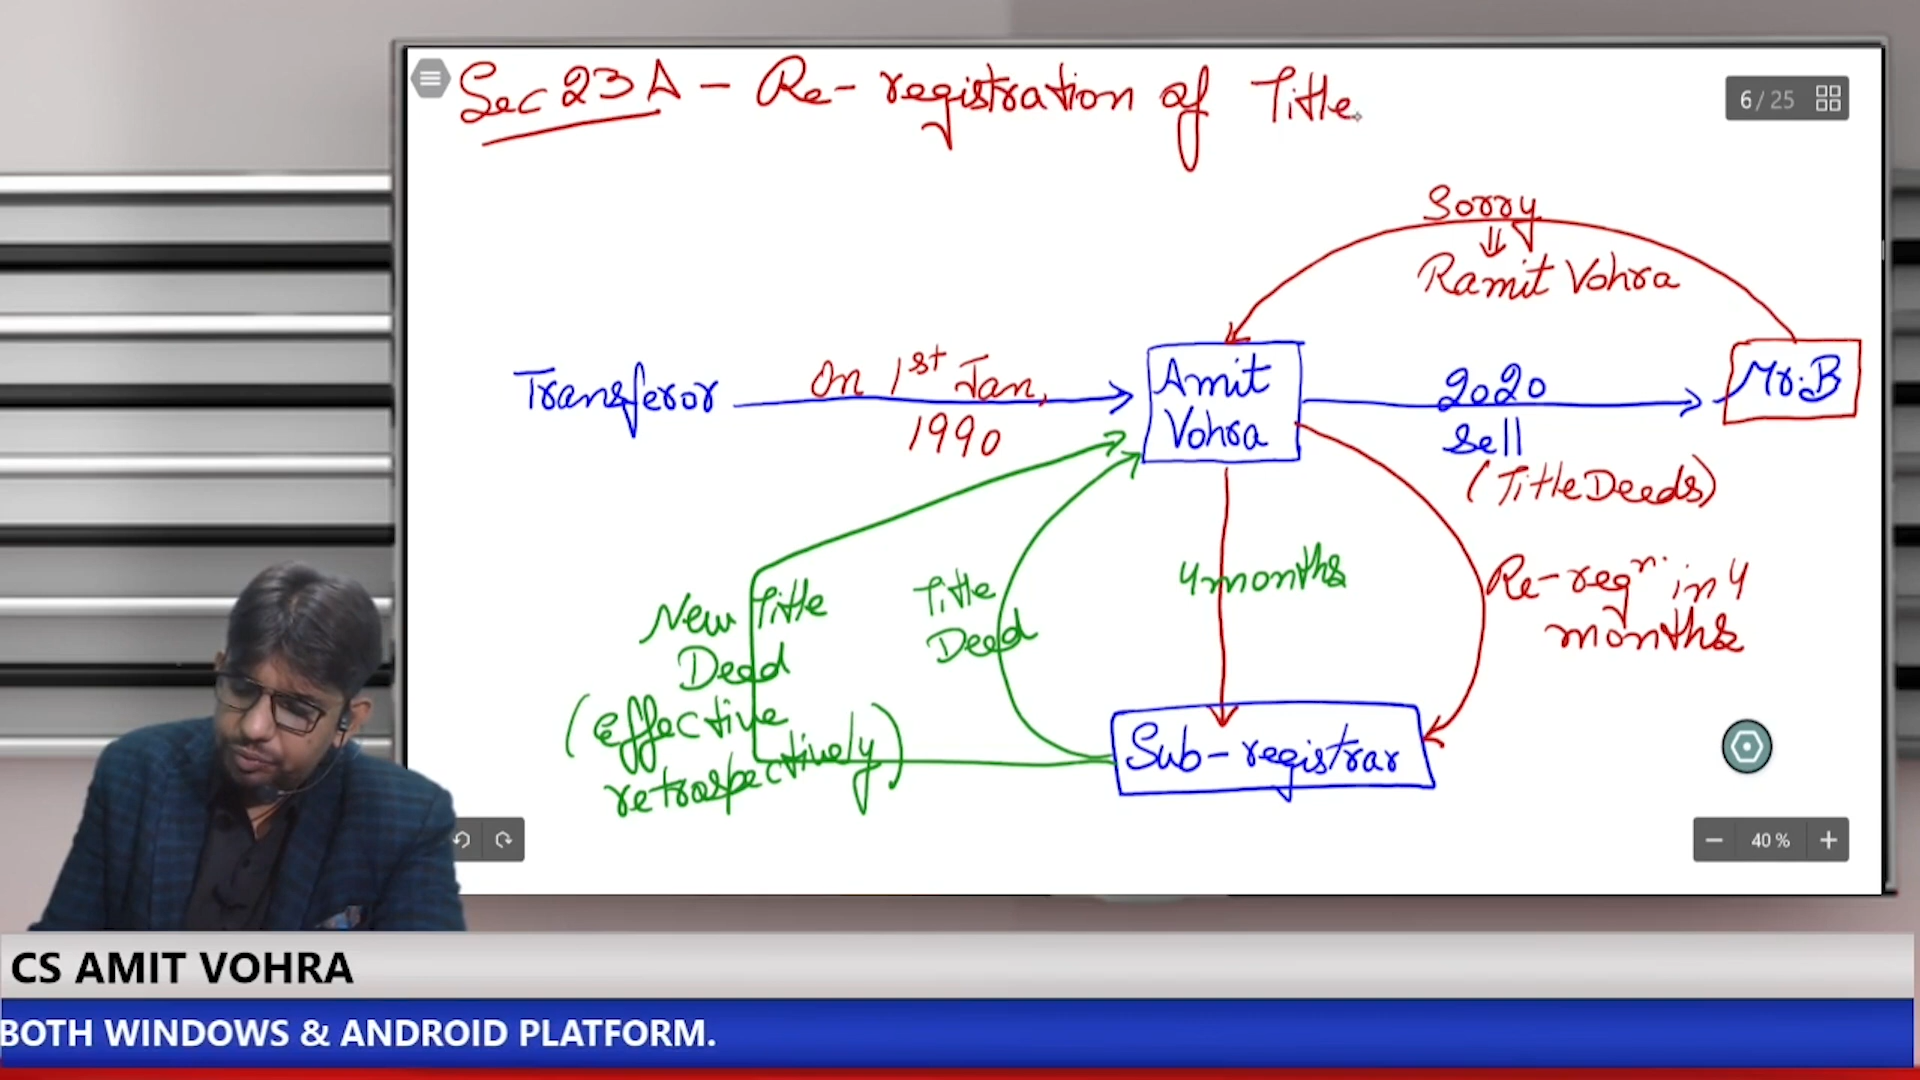 Sec 23A - Re-registration of Title
6 / 25
Sorry
Ramit Vohra
Transferor
On 1st Jan,
1990
Amit
Vohra
2020
Sell
(Title Deeds)
Mr. B
New Title
Deed
(effective
retrospectively)
Title
Deed
4 months
Re-regn. in 4
months
Sub-registrar
40 %
CS AMIT VOHRA
BOTH WINDOWS & ANDROID PLATFORM.